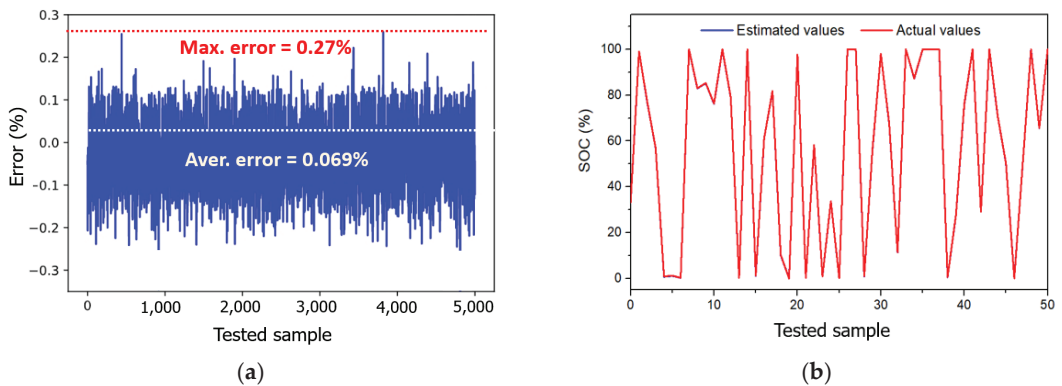 0.3
0.2
0.1
0.0
−0.1
−0.2
−0.3
Error (%)
Max. error = 0.27%
Aver. error = 0.069%
0
1,000
2,000
3,000
4,000
5,000
Tested sample
(a)
Estimated values
Actual values
100
80
60
40
20
0
SOC (%)
0
10
20
30
40
50
Tested sample
(b)